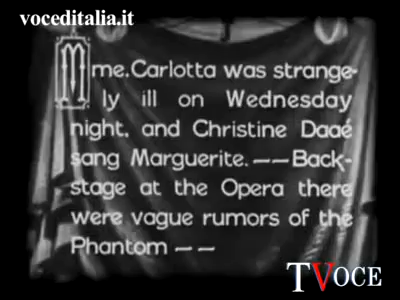 voceditalia.it
Mme. Carlotta was strange-
ly ill on Wednesday
night, and Christine Daaé
sang Marguerite. — — Back-
stage at the Opera there
were vague rumors of the
Phantom — —
TVOCE